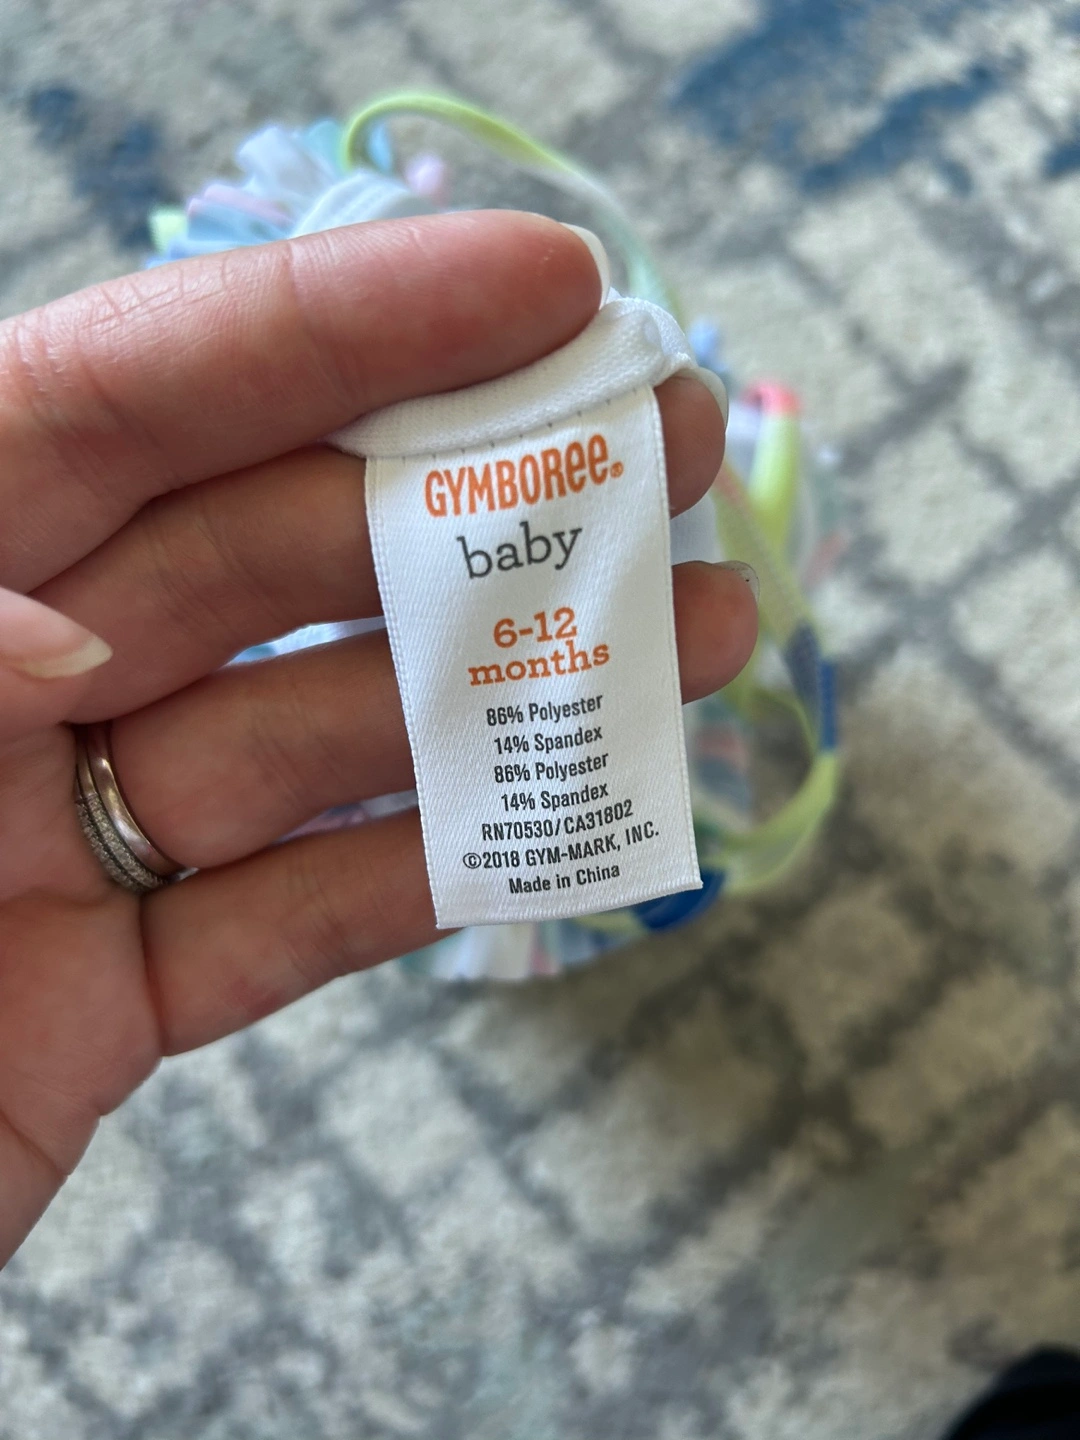 GYMBOREE®
baby
6-12
months
86% Polyester
14% Spandex
86% Polyester
14% Spandex
RN70530/CA31802
©2018 GYM-MARK, INC.
Made in China